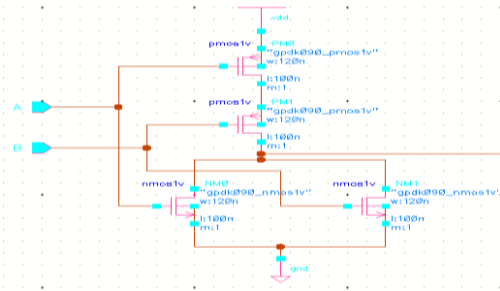 vdd
pmos1v PM0
"gpdk090_pmos1v"
w:120n
l:100n
m:1
pmos1v PM1
"gpdk090_pmos1v"
w:120n
l:100n
m:1
A
B
nmos1v NM0
"gpdk090_nmos1v"
w:120n
l:100n
m:1
nmos1v NM1
"gpdk090_nmos1v"
w:120n
l:100n
m:1
gnd